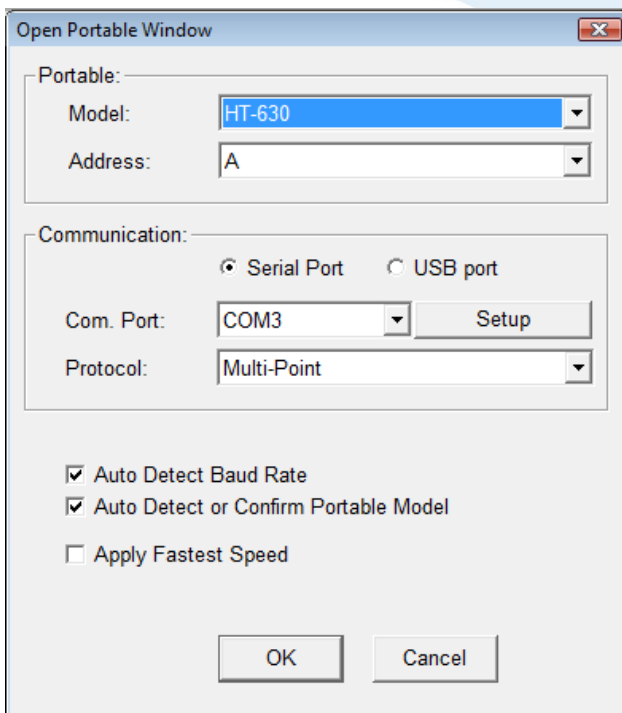 Open Portable Window
Portable:
Model: HT-630
Address: A
Communication:
Serial Port USB port
Com. Port: COM3 Setup
Protocol: Multi-Point
Auto Detect Baud Rate
Auto Detect or Confirm Portable Model
Apply Fastest Speed
OK Cancel